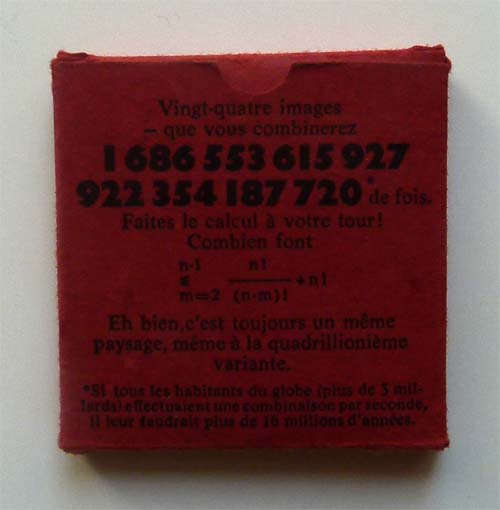 Vingt-quatre images
– que vous combinerez
1 686 553 615 927
922 354 187 720* de fois.
Faites le calcul à votre tour!
Combien font
n-1 n!
Σ +n!
m=2 (n-m)!
Eh bien,c'est toujours un même
paysage, même à la quadrillionième
variante.
*Si tous les habitants du globe (plus de 3 mil-
liards) effectuaient une combinaison par seconde,
il leur faudrait plus de 16 millions d'années.